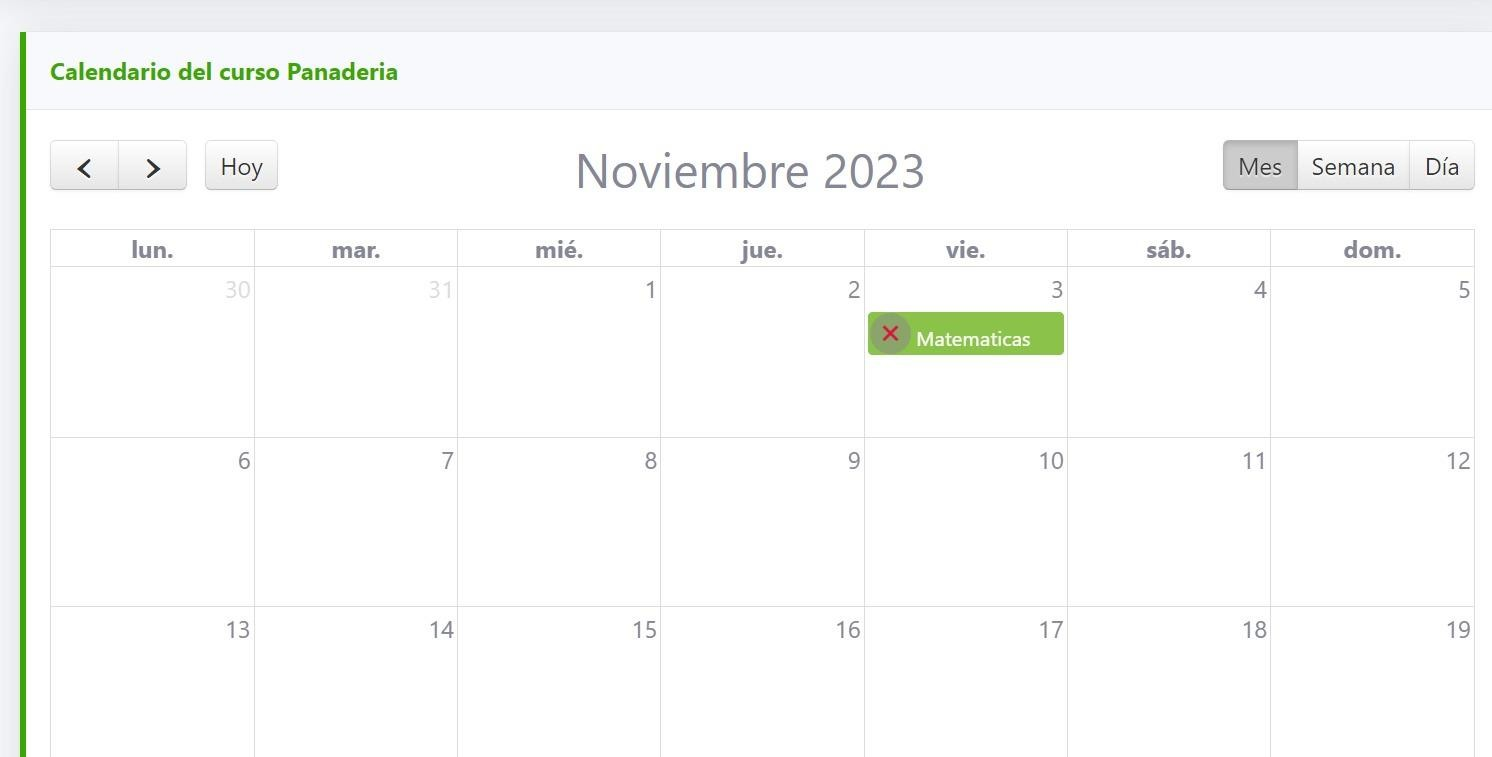 Calendario del curso Panaderia
Hoy
Noviembre 2023
Mes Semana Día
lun. mar. mié. jue. vie. sáb. dom.
30 31 1 2 3 4 5
Matematicas
6 7 8 9 10 11 12
13 14 15 16 17 18 19